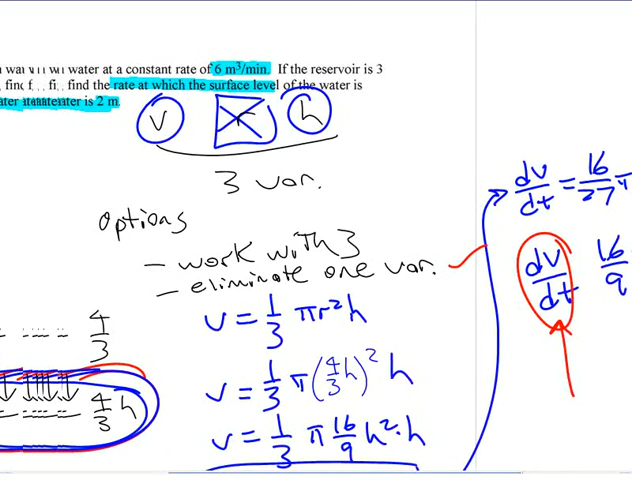 water at a constant rate of 6 m³/min. If the reservoir is 3
find the rate at which the surface level of the water is
is 2 m.
V r h
3 var.
options
– work with 3
– eliminate one var.
V = 1/3 πr²h
V = 1/3 π(4/3 h)² h
V = 1/3 π 16/9 h²·h
4/3
4/3 h
dv/dt = 16/27 π
dv/dt 16/9